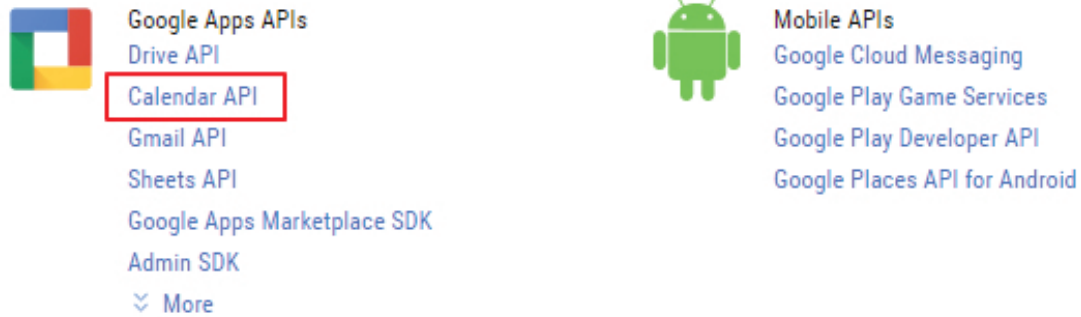 Google Apps APIs
Drive API
Calendar API
Gmail API
Sheets API
Google Apps Marketplace SDK
Admin SDK
More
Mobile APIs
Google Cloud Messaging
Google Play Game Services
Google Play Developer API
Google Places API for Android